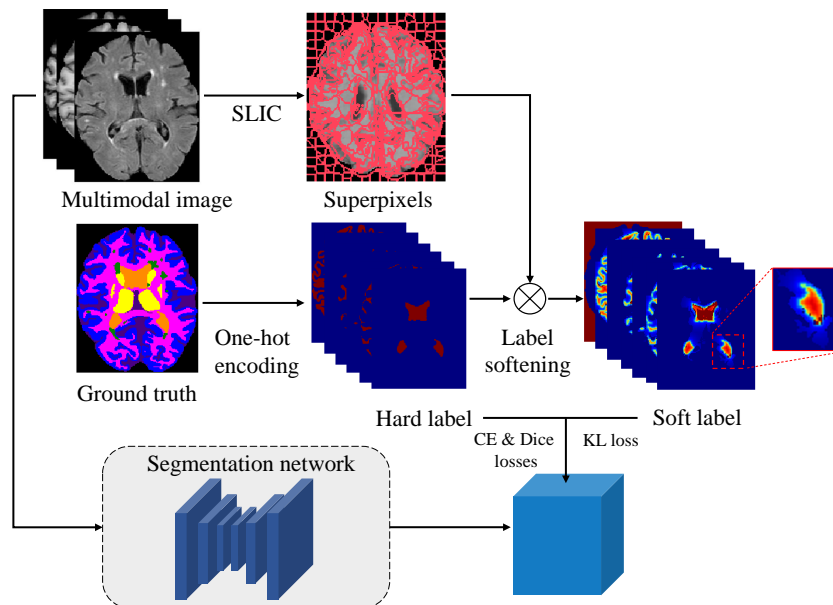 SLIC
Multimodal image
Superpixels
One-hot
encoding
Label
softening
Ground truth
Hard label
Soft label
CE & Dice
losses
KL loss
Segmentation network